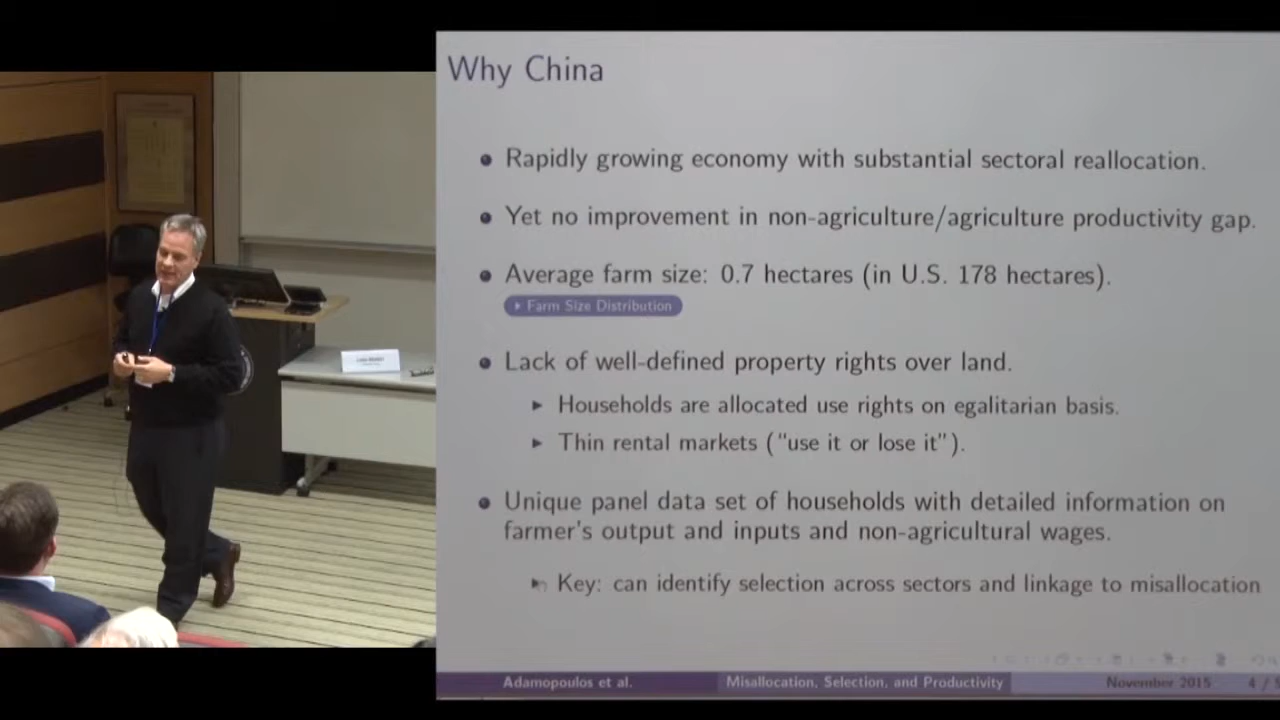 Why China
Rapidly growing economy with substantial sectoral reallocation.
Yet no improvement in non-agriculture/agriculture productivity gap.
Average farm size: 0.7 hectares (in U.S. 178 hectares).
Farm Size Distribution
Lack of well-defined property rights over land.
Households are allocated use rights on egalitarian basis.
Thin rental markets ("use it or lose it").
Unique panel data set of households with detailed information on
farmer's output and inputs and non-agricultural wages.
Key: can identify selection across sectors and linkage to misallocation
Adamopoulos et al.
Misallocation, Selection, and Productivity
November 2015
4 /